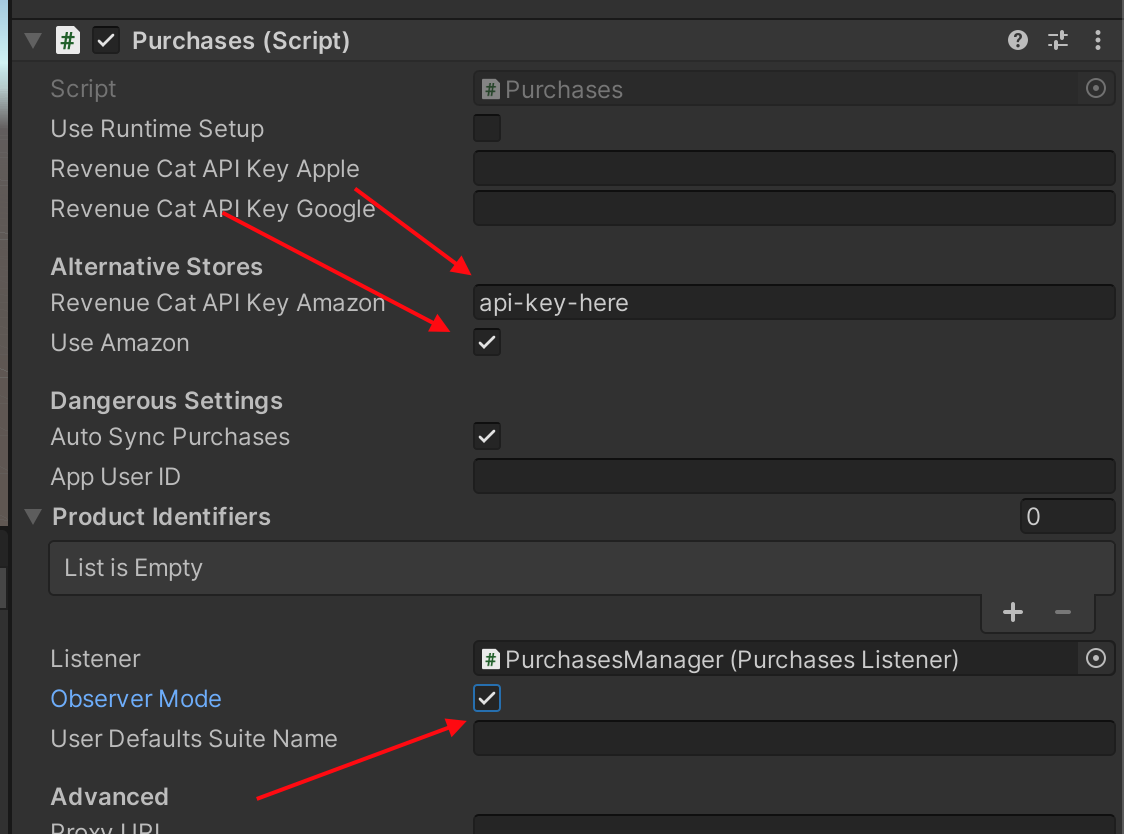 Purchases (Script)
Script Purchases
Use Runtime Setup
Revenue Cat API Key Apple
Revenue Cat API Key Google
Alternative Stores
Revenue Cat API Key Amazon api-key-here
Use Amazon
Dangerous Settings
Auto Sync Purchases
App User ID
Product Identifiers 0
List is Empty
Listener PurchasesManager (Purchases Listener)
Observer Mode
User Defaults Suite Name
Advanced
Proxy URL